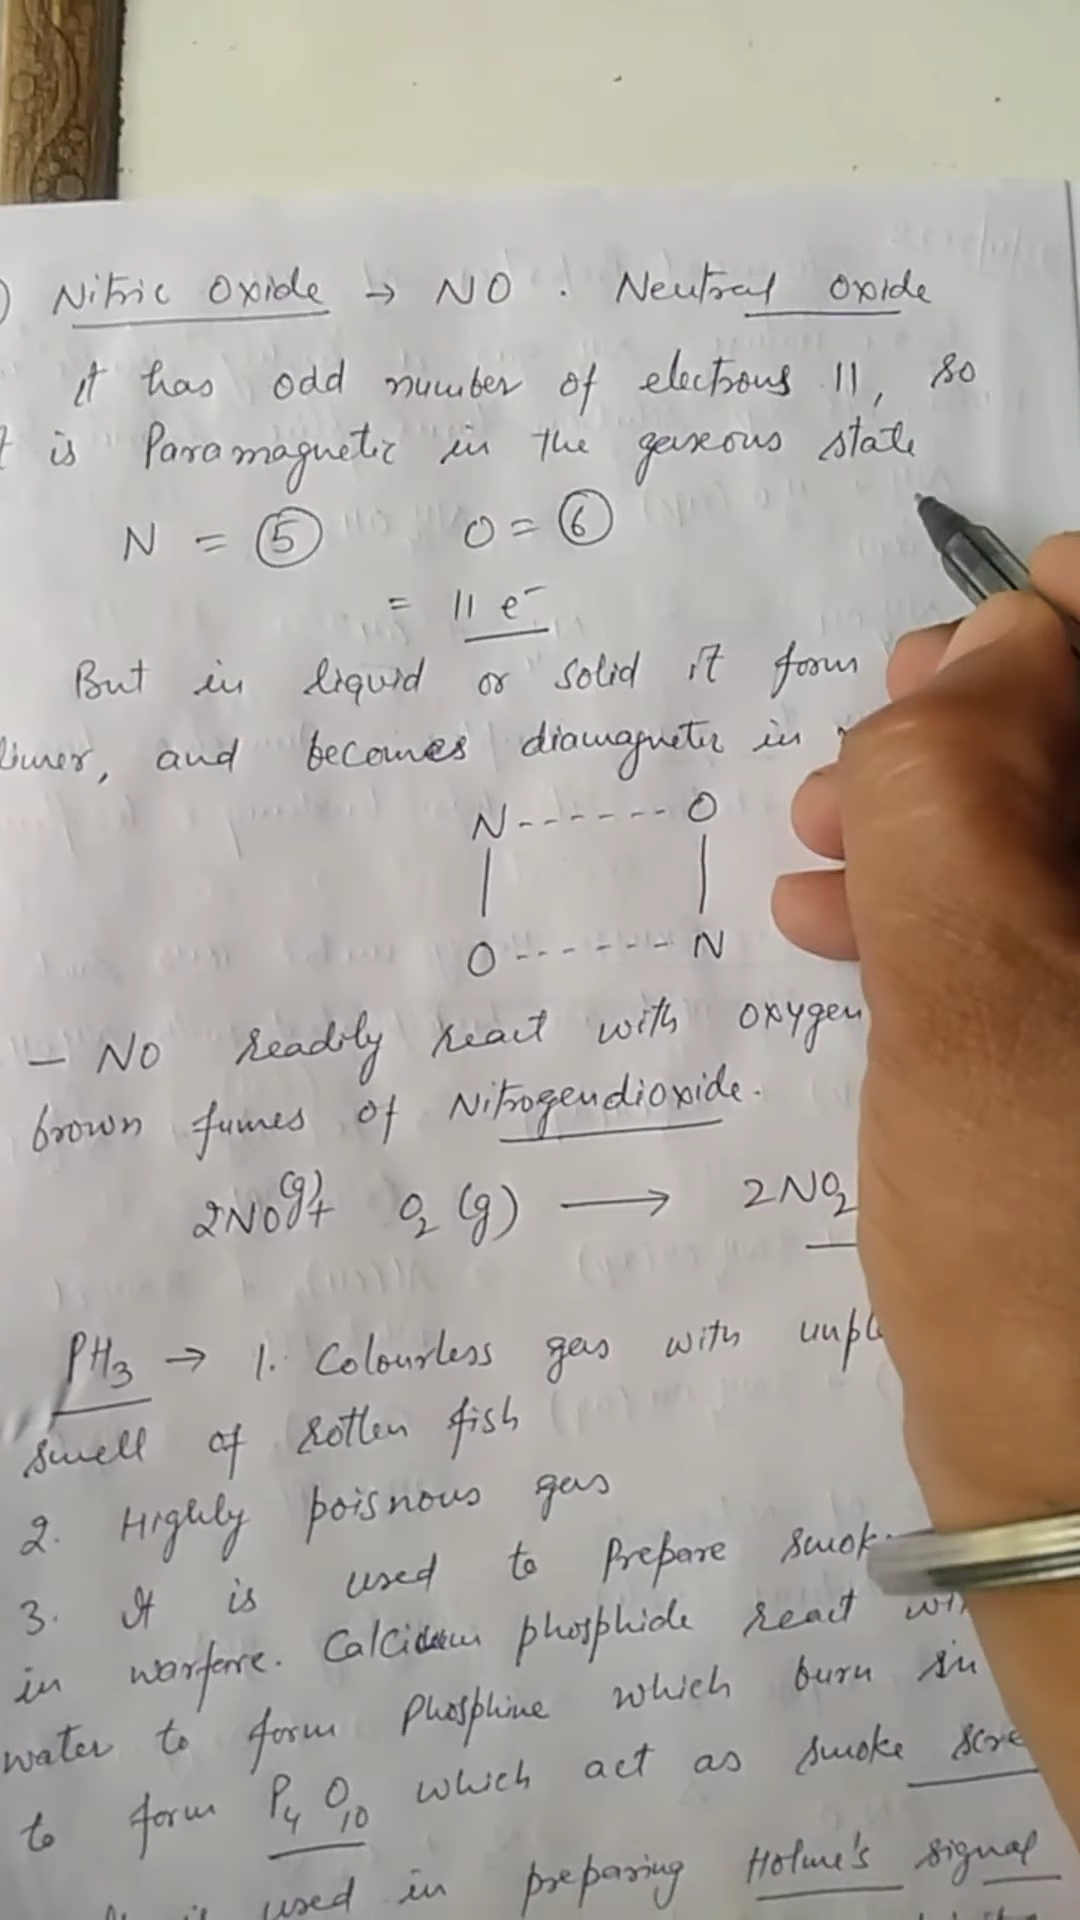 Nitric Oxide → NO . Neutral Oxide
it has odd number of electrons 11, so
is Paramagnetic in the gaseous state
N = 5 O = 6
= 11 e⁻
But in liquid or solid it form
and becomes diamagnetic in
N------O
| |
O------N
- NO readily react with oxygen
brown fumes of Nitrogendioxide.
2NO(g)+ O₂ (g) ⟶ 2NO₂
PH₃ → 1. Colourless gas with
smell of rotten fish
2. Highly poisnous gas
3. It is used to Prepare
in warfare. Calcium phosphide react
water to form Phosphine which burn in
to form P₄O₁₀ which act as smoke
used in preparing Holme's signal